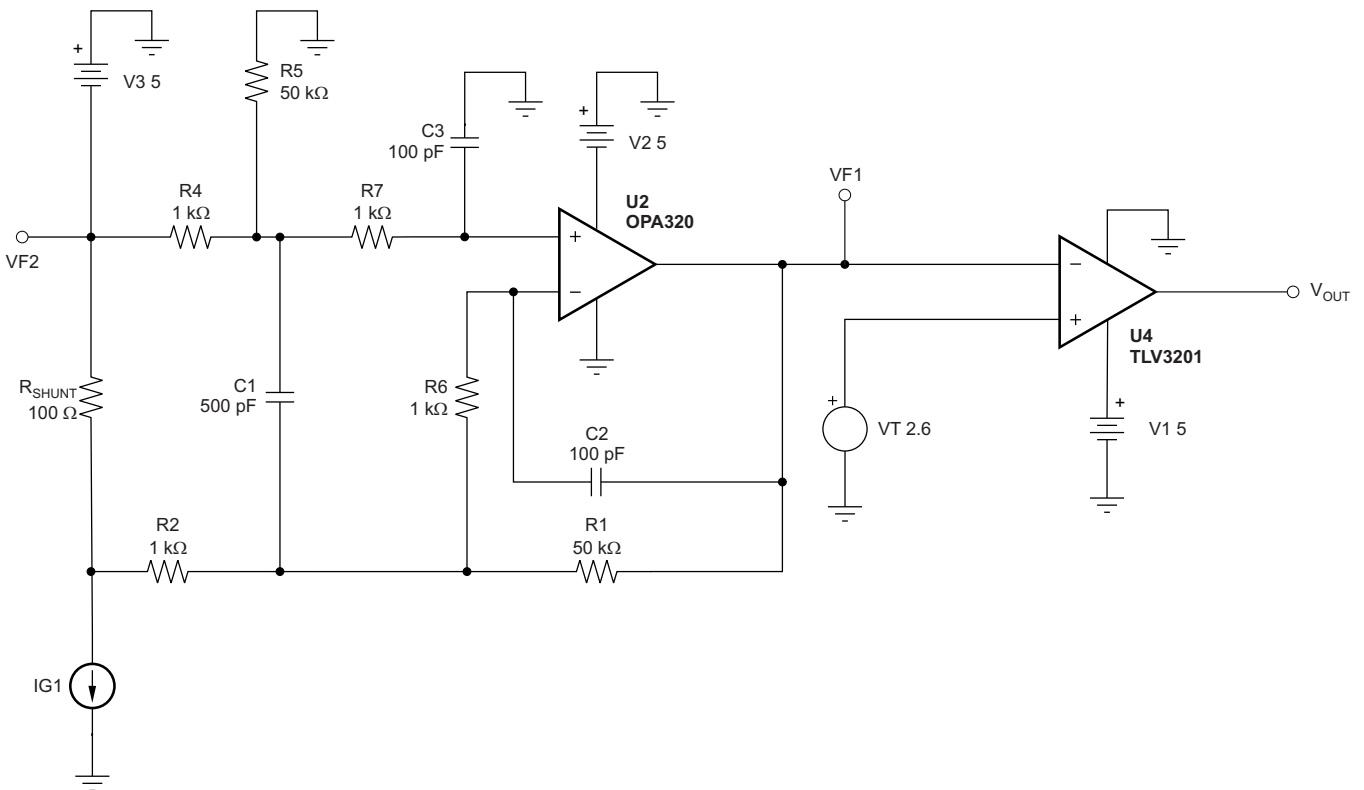 +
V3 5
R5
50 kΩ
C3
100 pF
+
V2 5
R4
1 kΩ
R7
1 kΩ
U2
OPA320
VF1
VF2
+
−
−
+
VOUT
U4
TLV3201
RSHUNT
100 Ω
C1
500 pF
R6
1 kΩ
C2
100 pF
+
VT 2.6
+
V1 5
R2
1 kΩ
R1
50 kΩ
IG1